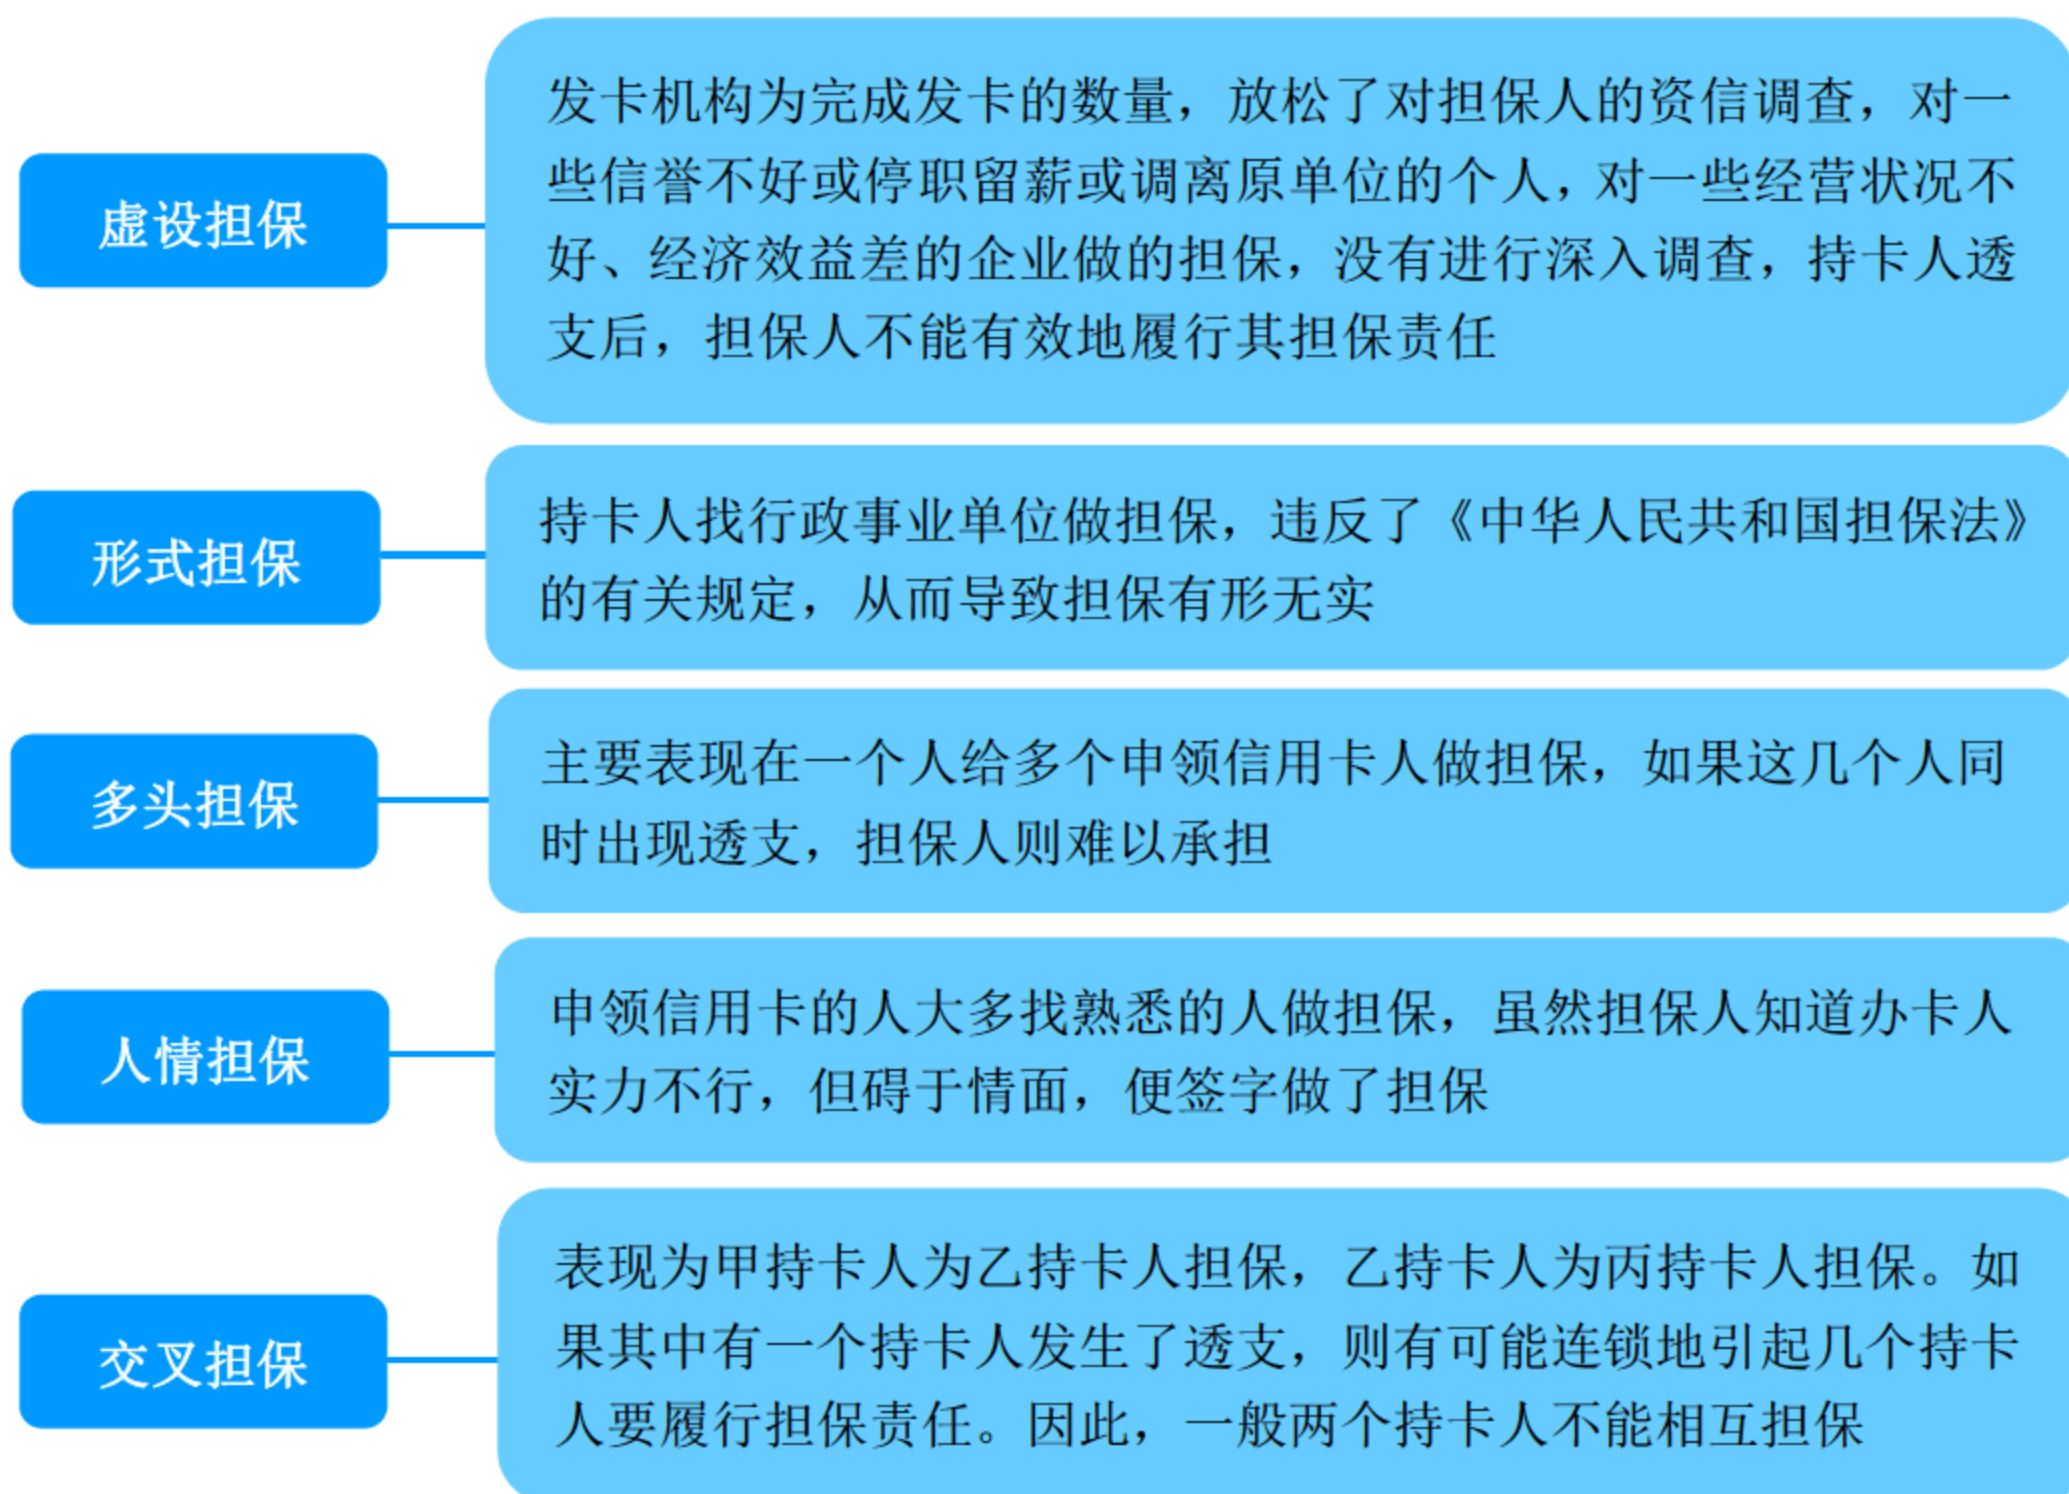 虚设担保
发卡机构为完成发卡的数量，放松了对担保人的资信调查，对一
些信誉不好或停职留薪或调离原单位的个人，对一些经营状况不
好、经济效益差的企业做的担保，没有进行深入调查，持卡人透
支后，担保人不能有效地履行其担保责任
形式担保
持卡人找行政事业单位做担保，违反了《中华人民共和国担保法》
的有关规定，从而导致担保有形无实
多头担保
主要表现在一个人给多个申领信用卡人做担保，如果这几个人同
时出现透支，担保人则难以承担
人情担保
申领信用卡的人大多找熟悉的人做担保，虽然担保人知道办卡人
实力不行，但碍于情面，便签字做了担保
交叉担保
表现为甲持卡人为乙持卡人担保，乙持卡人为丙持卡人担保。如
果其中有一个持卡人发生了透支，则有可能连锁地引起几个持卡
人要履行担保责任。因此，一般两个持卡人不能相互担保